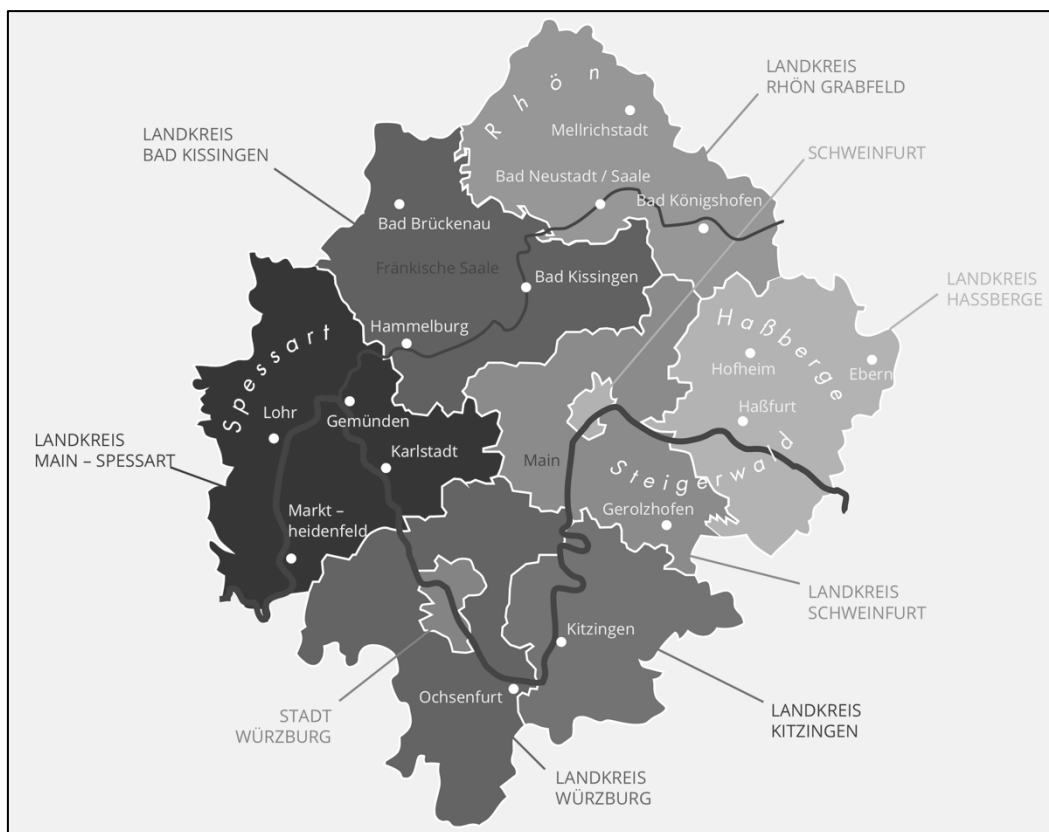 Rhön
LANDKREIS
RHÖN GRABFELD
Mellrichstadt
LANDKREIS
BAD KISSINGEN
SCHWEINFURT
Bad Neustadt / Saale
Bad Königshofen
Bad Brückenau
Fränkische Saale
Bad Kissingen
LANDKREIS
HASSBERGE
Hammelburg
Haßberge
Spessart
Hofheim
Ebern
Lohr
Gemünden
Haßfurt
LANDKREIS
MAIN – SPESSART
Karlstadt
Main
Steigerwald
Markt –
heidenfeld
Gerolzhofen
LANDKREIS
SCHWEINFURT
Kitzingen
Ochsenfurt
STADT
WÜRZBURG
LANDKREIS
KITZINGEN
LANDKREIS
WÜRZBURG